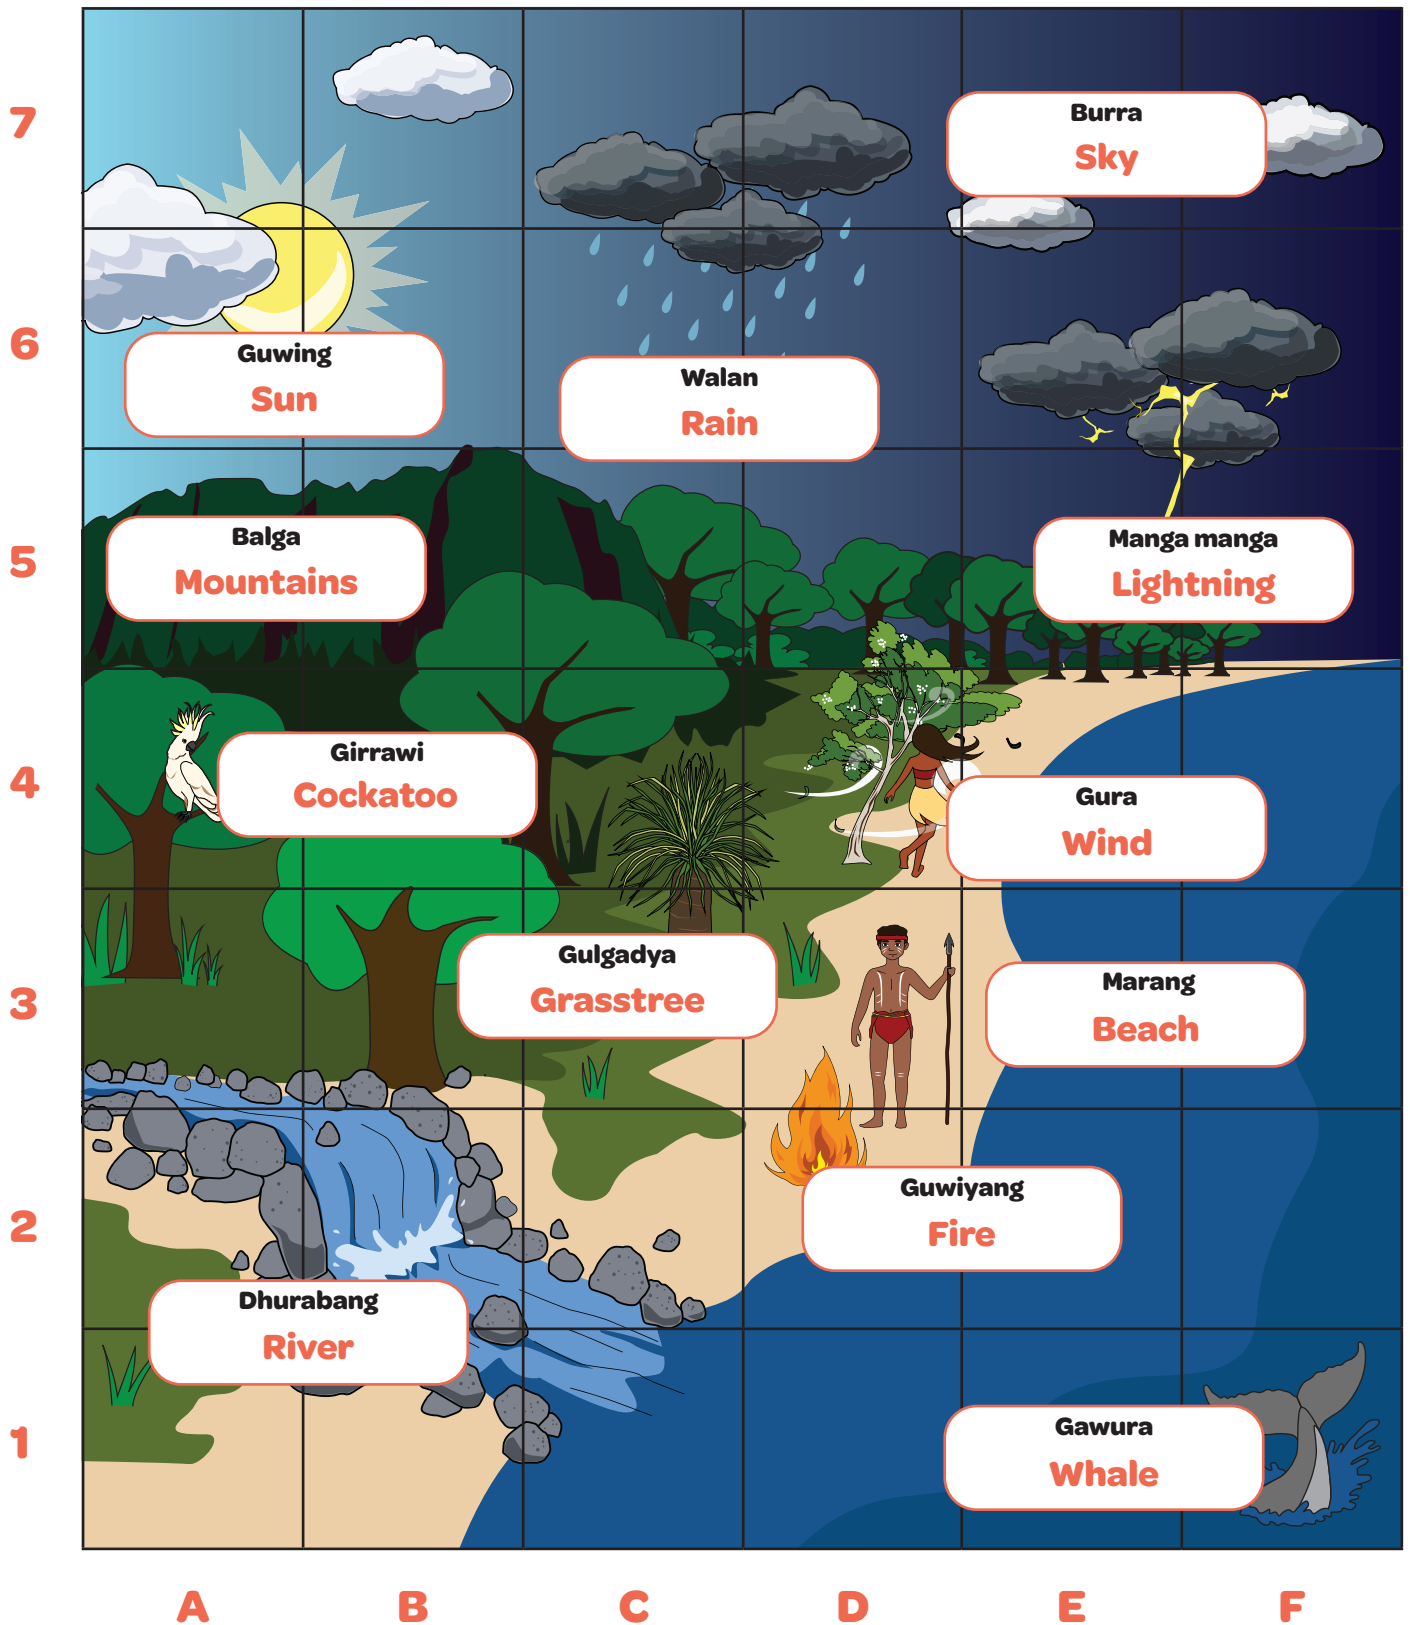 7
Burra
Sky
6
Guwing
Sun
Walan
Rain
5
Balga
Mountains
Manga manga
Lightning
4
Girrawi
Cockatoo
Gura
Wind
3
Gulgadya
Grasstree
Marang
Beach
2
Guwiyang
Fire
Dhurabang
River
1
Gawura
Whale
A B C D E F